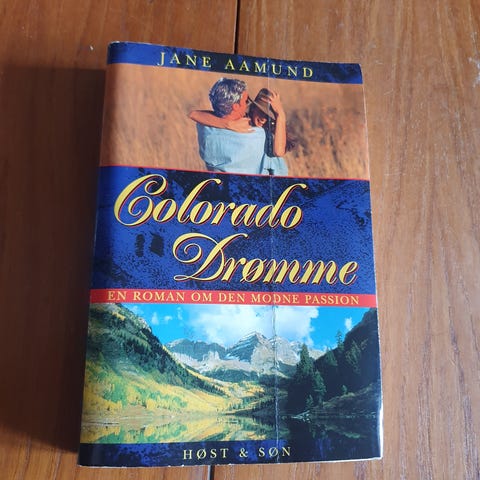 JANE AAMUND
Colorado
Drømme
EN ROMAN OM DEN MODNE PASSION
HØST & SØN